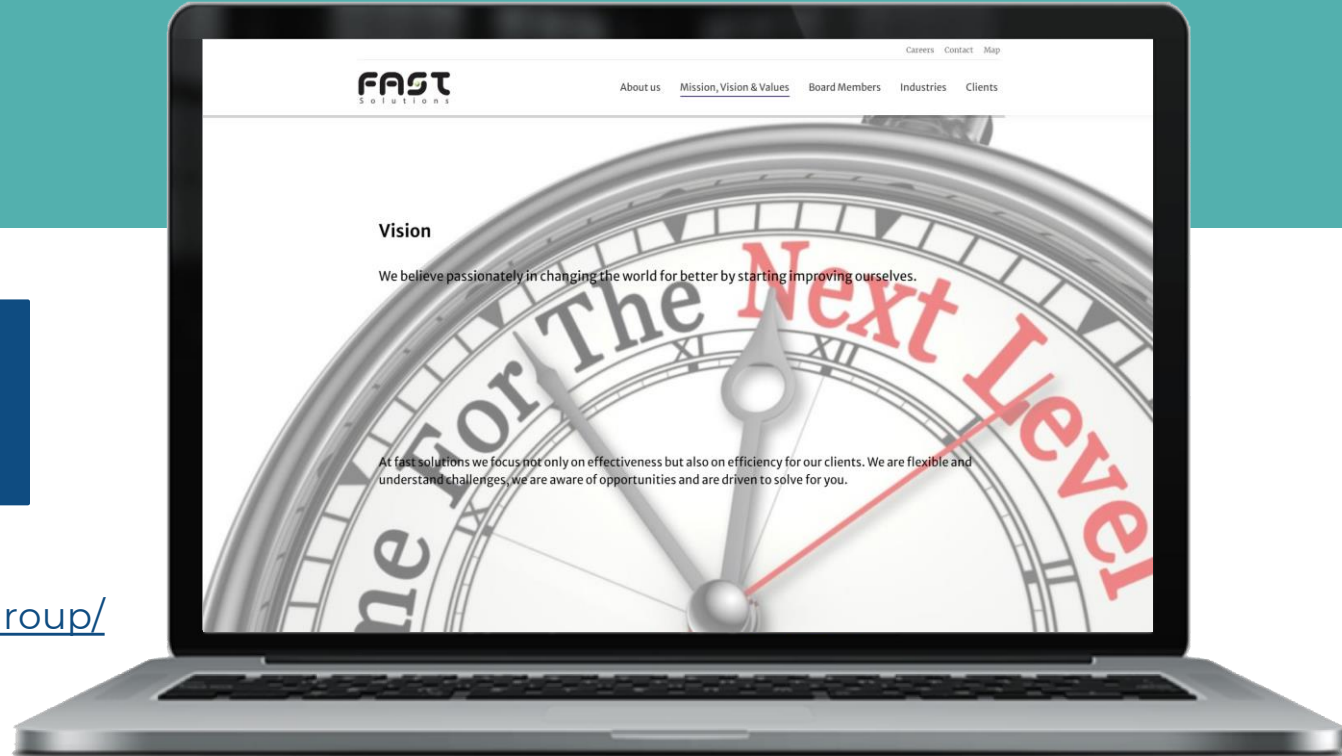 Careers Contact Map
FAST
Solutions
About us Mission, Vision & Values Board Members Industries Clients
Vision
We believe passionately in changing the world for better by starting improving ourselves.
me For The Next Level
XI XII
IX II
At fast solutions we focus not only on effectiveness but also on efficiency for our clients. We are flexible and
understand challenges, we are aware of opportunities and are driven to solve for you.
roup/